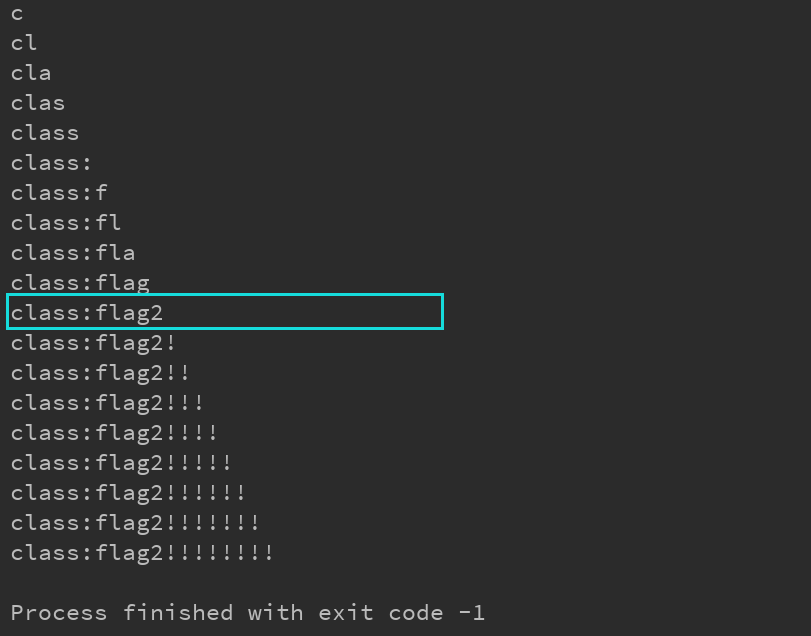 c
cl
cla
clas
class
class:
class:f
class:fl
class:fla
class:flag
class:flag2
class:flag2!
class:flag2!!
class:flag2!!!
class:flag2!!!!
class:flag2!!!!!
class:flag2!!!!!!
class:flag2!!!!!!!
class:flag2!!!!!!!!
Process finished with exit code -1